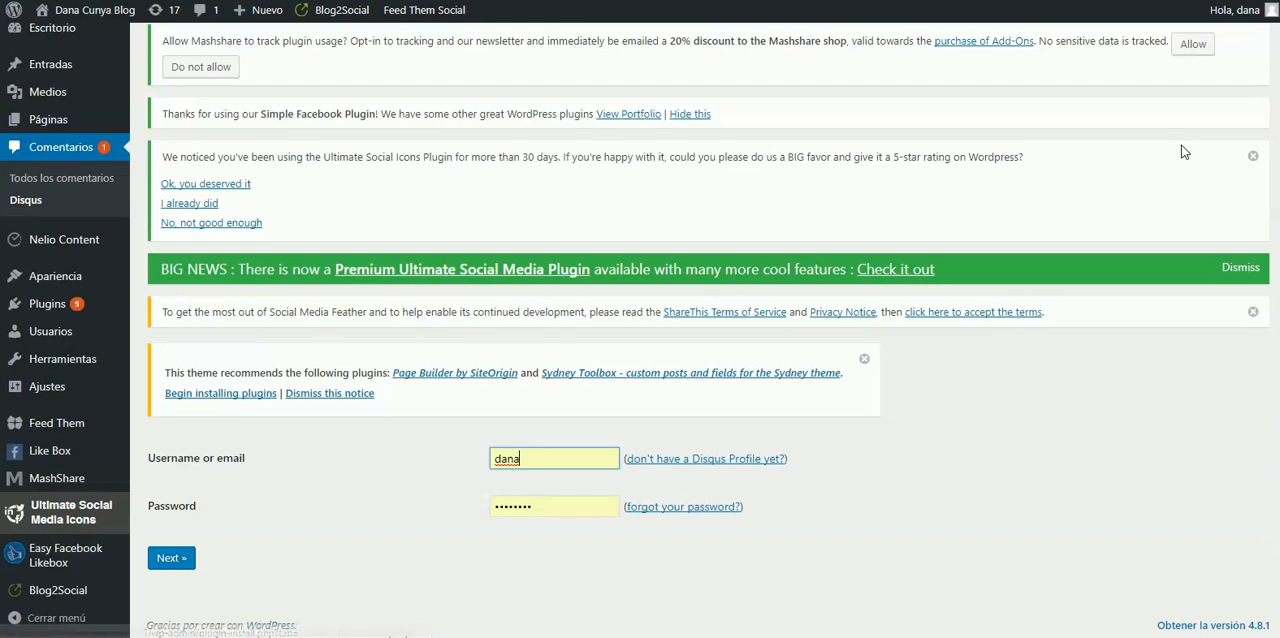 Dana Cunya Blog 17 1 Nuevo Blog2Social Feed Them Social Hola, dana
Escritorio
Entradas
Medios
Páginas
Comentarios 1
Todos los comentarios
Disqus
Nelio Content
Apariencia
Plugins 9
Usuarios
Herramientas
Ajustes
Feed Them
Like Box
MashShare
Ultimate Social
Media Icons
Easy Facebook
Likebox
Blog2Social
Cerrar menú
Allow Mashshare to track plugin usage? Opt-in to tracking and our newsletter and immediately be emailed a 20% discount to the Mashshare shop, valid towards the purchase of Add-Ons. No sensitive data is tracked. Allow
Do not allow
Thanks for using our Simple Facebook Plugin! We have some other great WordPress plugins View Portfolio | Hide this
We noticed you've been using the Ultimate Social Icons Plugin for more than 30 days. If you're happy with it, could you please do us a BIG favor and give it a 5-star rating on Wordpress?
Ok, you deserved it
I already did
No, not good enough
BIG NEWS : There is now a Premium Ultimate Social Media Plugin available with many more cool features : Check it out Dismiss
To get the most out of Social Media Feather and to help enable its continued development, please read the ShareThis Terms of Service and Privacy Notice, then click here to accept the terms.
This theme recommends the following plugins: Page Builder by SiteOrigin and Sydney Toolbox - custom posts and fields for the Sydney theme.
Begin installing plugins | Dismiss this notice
Username or email dana (don't have a Disqus Profile yet?)
Password •••••••• (forgot your password?)
Next »
Gracias por crear con WordPress. Obtener la versión 4.8.1